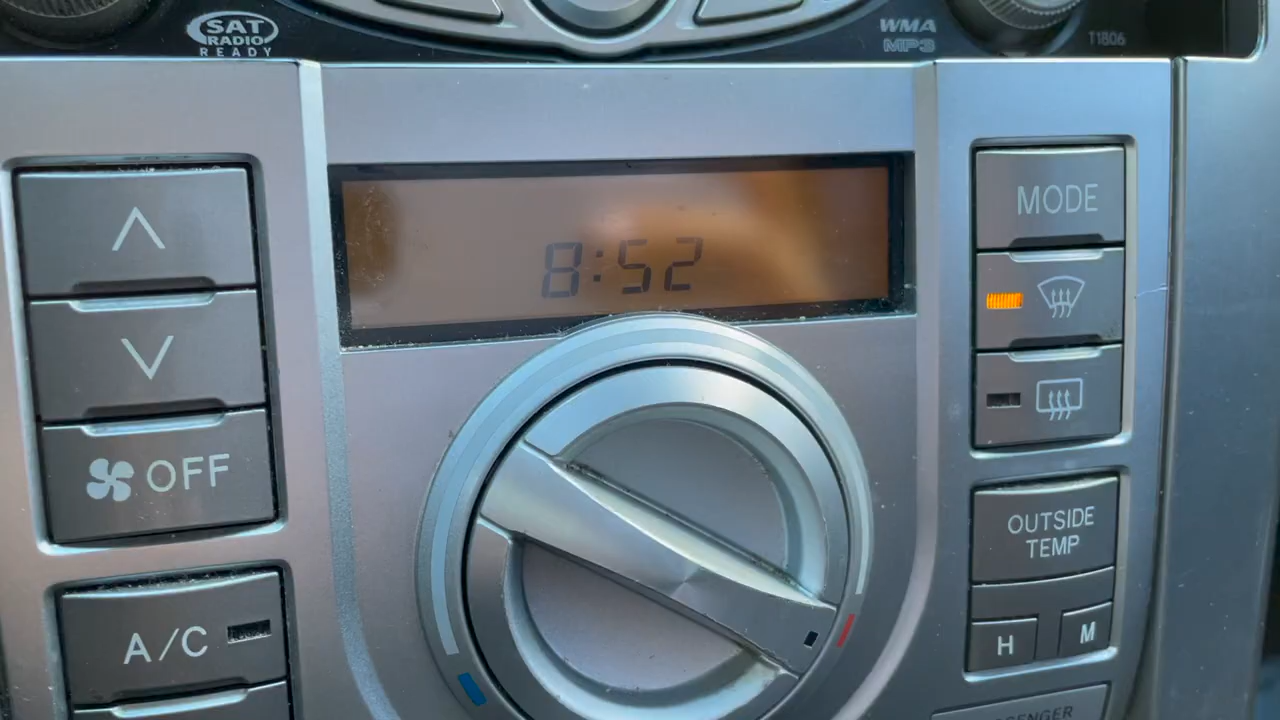 SAT
RADIO
READY
WMA
MP3
T1806
8:52
MODE
OFF
OUTSIDE
TEMP
H
M
A/C